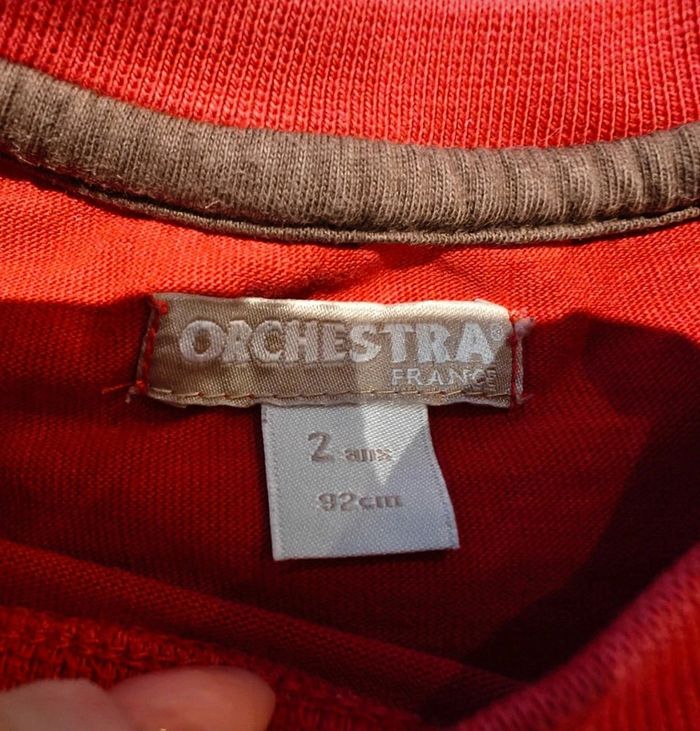 ORCHESTRA®
FRANCE
2 ans
92cm